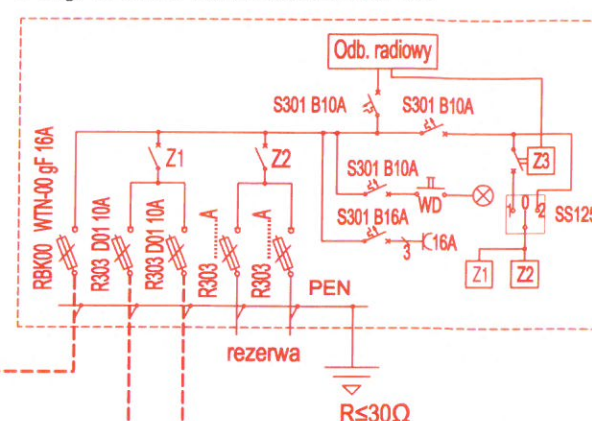 Odb. radiowy
S301 B10A
S301 B10A
Z1
Z2
S301 B10A
Z3
WD
S301 B16A
1 0 2
SS125
3
16A
RBK00 WTN-00 gF 16A
R303 D01 10A
R303 D01 10A
R303 ........ A
R303 ........ A
Z1
Z2
PEN
rezerwa
R≤30Ω